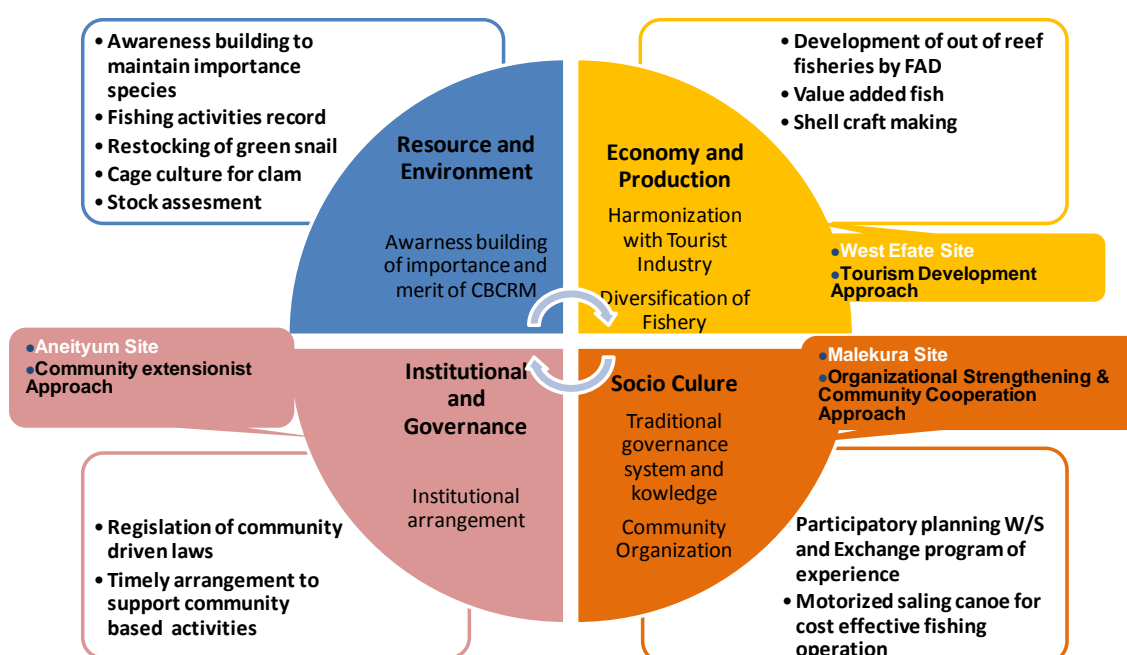 • Awareness building to
maintain importance
species
• Fishing activities record
• Restocking of green snail
• Cage culture for clam
• Stock assesment
Resource and
Environment
Awarness building
of importance and
merit of CBCRM
• Development of out of reef
fisheries by FAD
• Value added fish
• Shell craft making
Economy and
Production
Harmonization
with Tourist
Industry
Diversification of
Fishery
•West Efate Site
•Tourism Development
Approach
•Aneityum Site
•Community extensionist
Approach
Institutional
and
Governance
Institutional
arrangement
• Regislation of community
driven laws
• Timely arrangement to
support community
based activities
Socio Culure
Traditional
governance
system and
kowledge
Community
Organization
•Malekura Site
•Organizational Strengthening &
Community Cooperation
Approach
• Participatory planning W/S
and Exchange program of
experience
• Motorized saling canoe for
cost effective fishing
operation